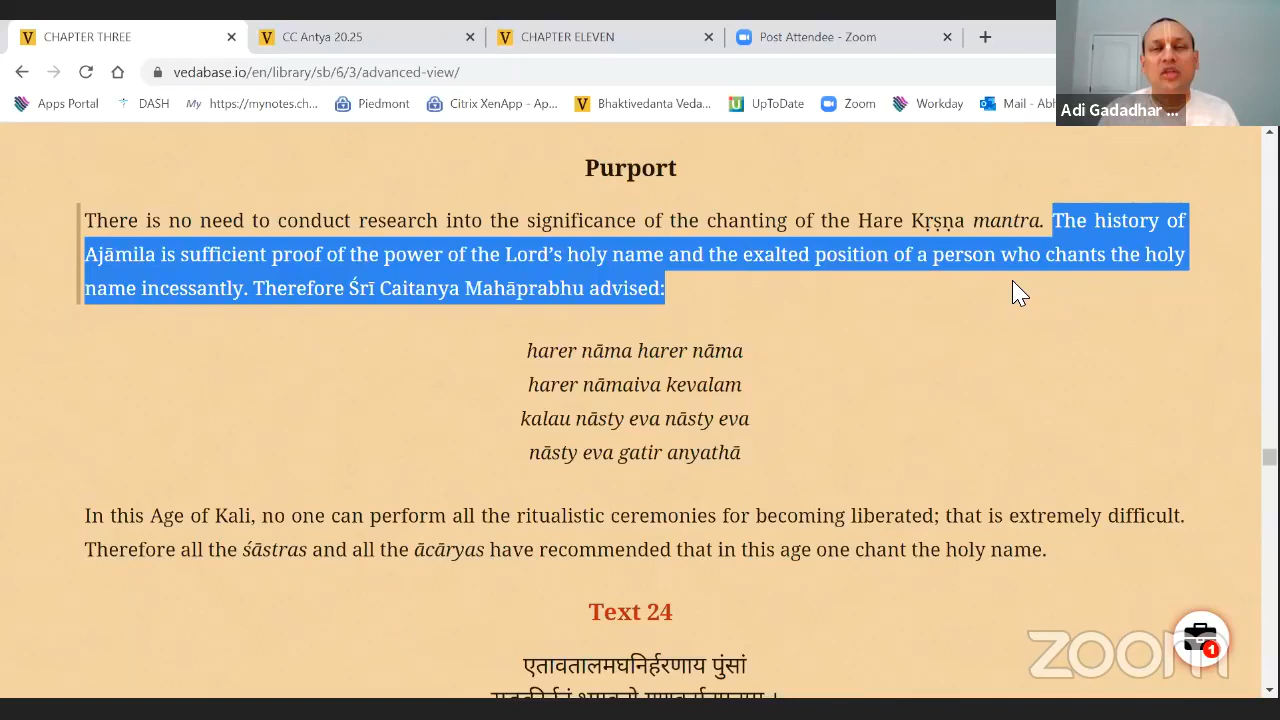 CHAPTER THREE
CC Antya 20.25
CHAPTER ELEVEN
Post Attendee - Zoom
vedabase.io/en/library/sb/6/3/advanced-view/
Apps Portal
DASH
My https://mynotes.ch...
Piedmont
Citrix XenApp - Ap...
Bhaktivedanta Veda...
UpToDate
Zoom
Workday
Mail - Abh
Adi Gadadhar ...
Purport
There is no need to conduct research into the significance of the chanting of the Hare Kṛṣṇa mantra. The history of
Ajāmila is sufficient proof of the power of the Lord’s holy name and the exalted position of a person who chants the holy
name incessantly. Therefore Śrī Caitanya Mahāprabhu advised:
harer nāma harer nāma
harer nāmaiva kevalam
kalau nāsty eva nāsty eva
nāsty eva gatir anyathā
In this Age of Kali, no one can perform all the ritualistic ceremonies for becoming liberated; that is extremely difficult.
Therefore all the śāstras and all the ācāryas have recommended that in this age one chant the holy name.
Text 24
एतावतालमघनिर्हरणाय पुंसां
zoom
1